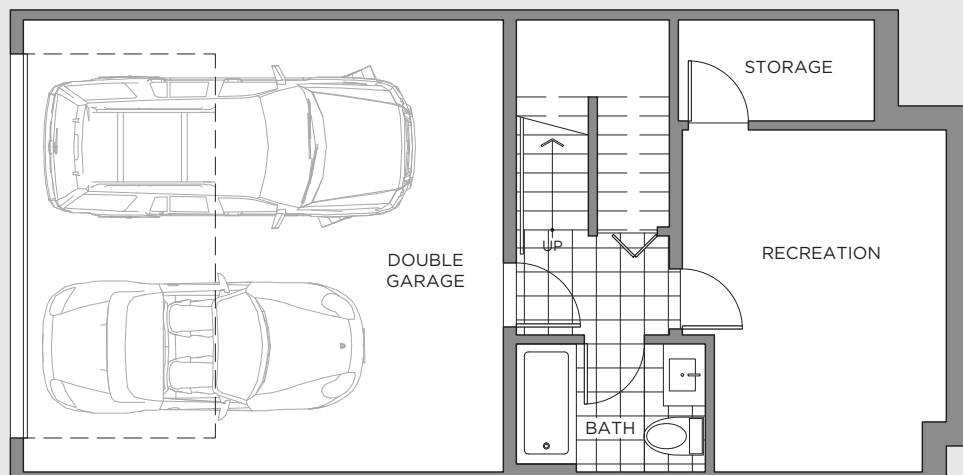 STORAGE
DOUBLE
GARAGE
UP
RECREATION
BATH